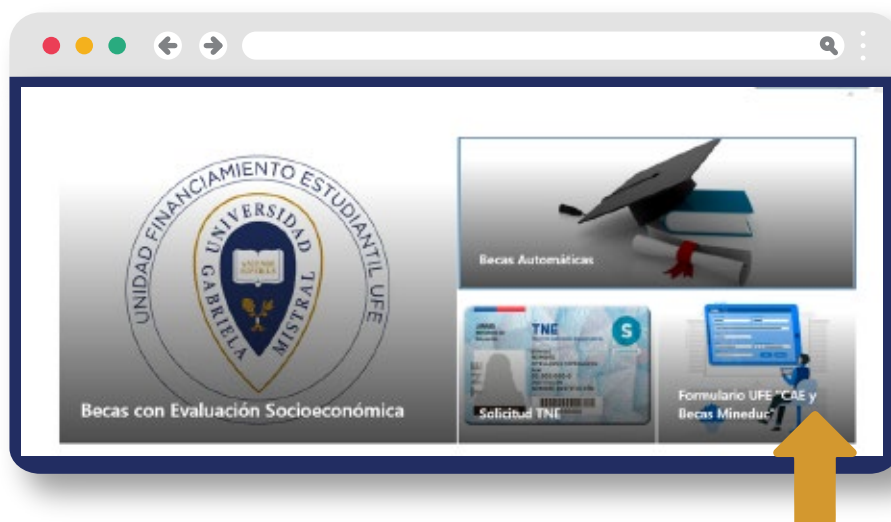 UNIDAD FINANCIAMIENTO ESTUDIANTIL UFE
UNIVERSIDAD
GABRIELA MISTRAL
Becas con Evaluación Socioeconómica
Becas Automáticas
TNE
S
Solicitud TNE
Formulario UFE "CAE y
Becas Mineduc"